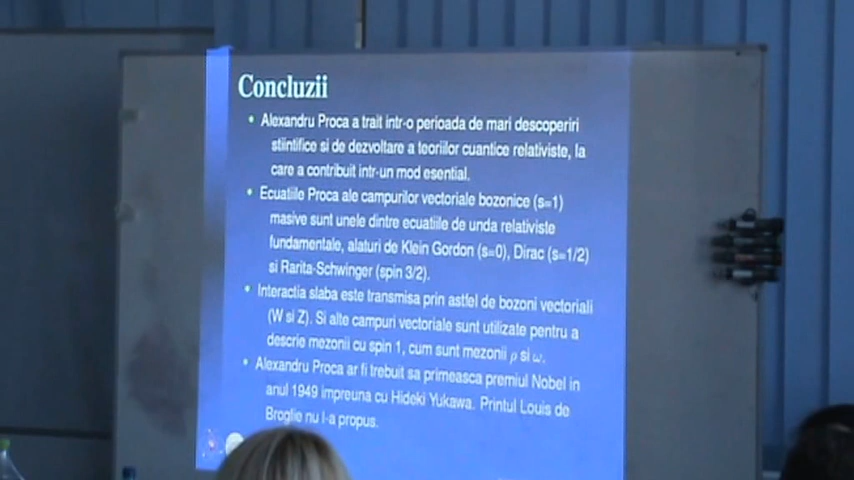 Concluzii
• Alexandru Proca a trait intr-o perioada de mari descoperiri
stiintifice si de dezvoltare a teoriilor cuantice relativiste, la
care a contribuit intr-un mod esential.
• Ecuatiile Proca ale campurilor vectoriale bozonice (s=1)
masive sunt unele dintre ecuatiile de unda relativiste
fundamentale, alaturi de Klein Gordon (s=0), Dirac (s=1/2)
si Rarita-Schwinger (spin 3/2).
• Interactia slaba este transmisa prin astfel de bozoni vectoriali
(W si Z). Si alte campuri vectoriale sunt utilizate pentru a
descrie mezonii cu spin 1, cum sunt mezonii ρ si ω.
• Alexandru Proca ar fi trebuit sa primeasca premiul Nobel in
anul 1949 impreuna cu Hideki Yukawa. Printul Louis de
Broglie nu l-a propus.